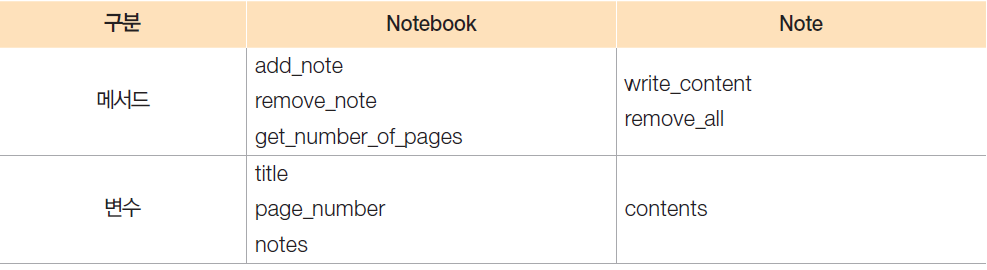 구분 Notebook Note
메서드
add_note
remove_note
get_number_of_pages
write_content
remove_all
변수
title
page_number
notes
contents